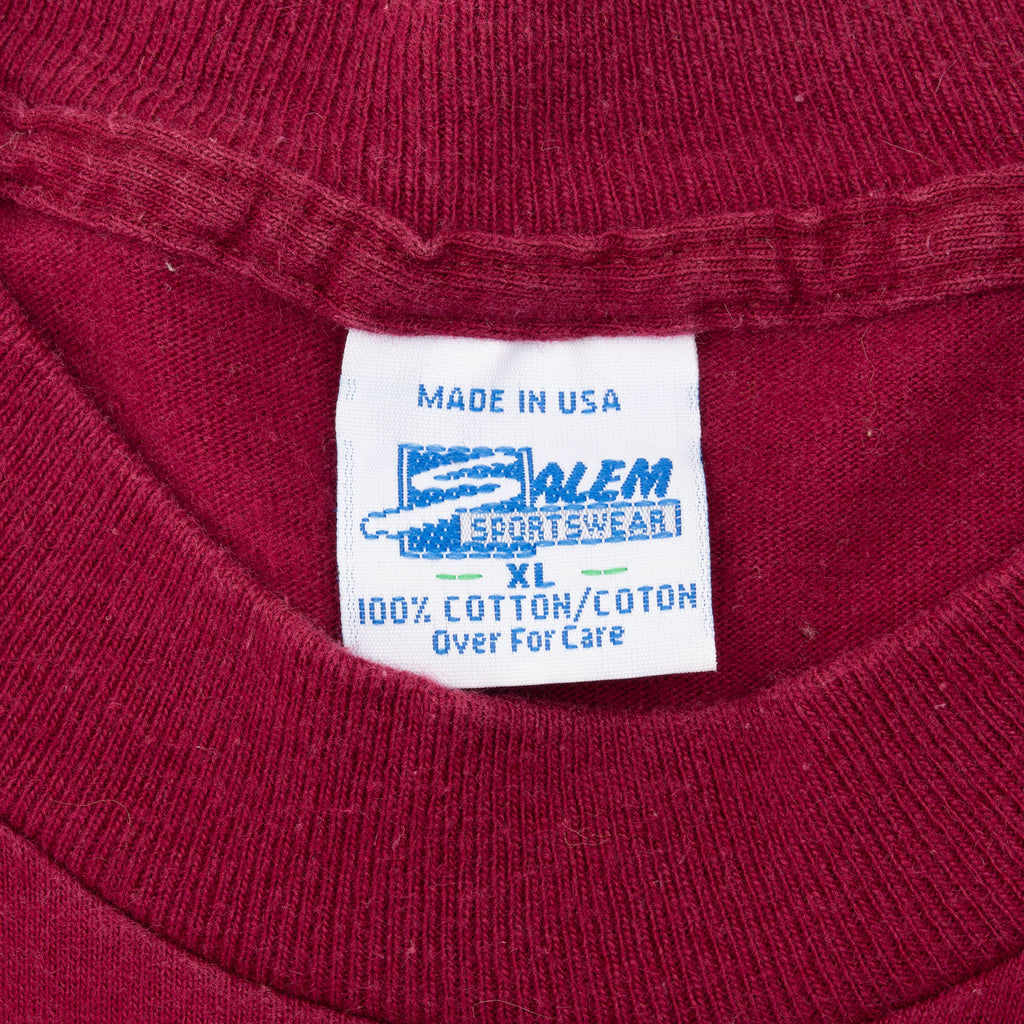 MADE IN USA
SALEM
SPORTSWEAR
XL
100% COTTON/COTON
Over For Care